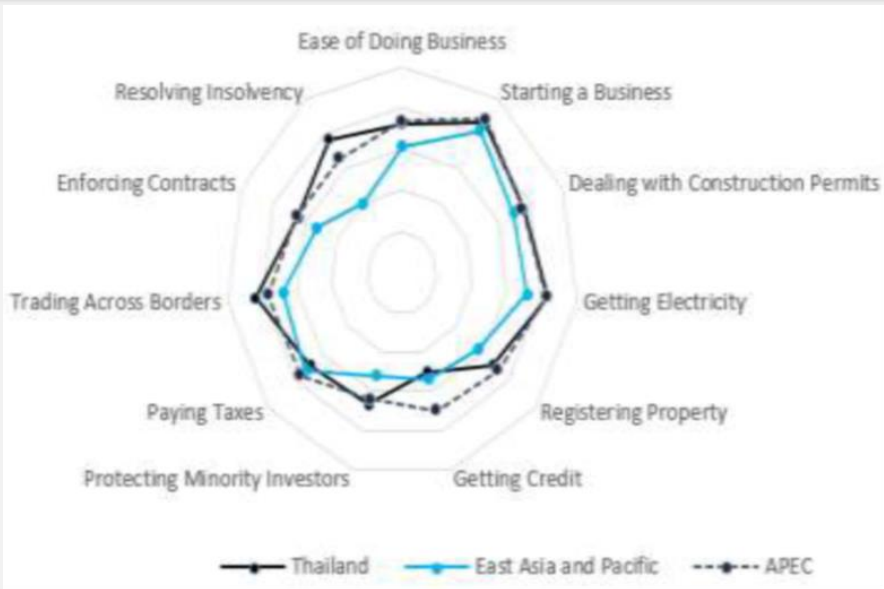 Ease of Doing Business
Resolving Insolvency
Starting a Business
Enforcing Contracts
Dealing with Construction Permits
Trading Across Borders
Getting Electricity
Paying Taxes
Registering Property
Protecting Minority Investors
Getting Credit
Thailand
East Asia and Pacific
APEC